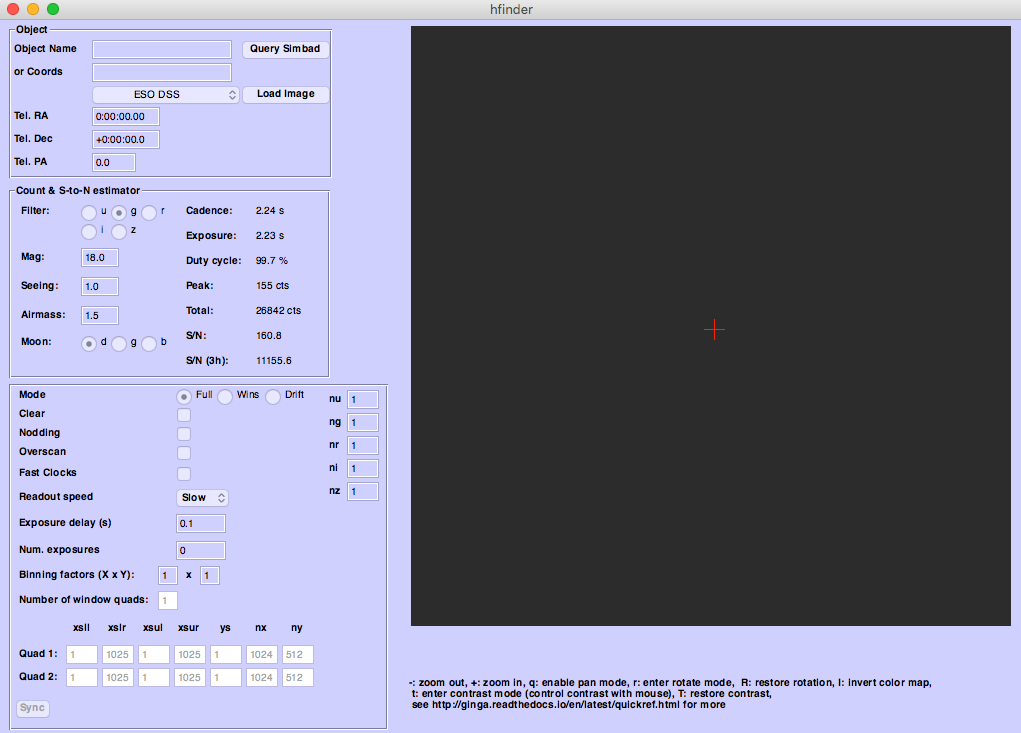 hfinder
Object
Object Name Query Simbad
or Coords
ESO DSS Load Image
Tel. RA 0:00:00.00
Tel. Dec +0:00:00.0
Tel. PA 0.0
Count & S-to-N estimator
Filter: u g r
i z
Mag: 18.0
Seeing: 1.0
Airmass: 1.5
Moon: d g b
Cadence: 2.24 s
Exposure: 2.23 s
Duty cycle: 99.7 %
Peak: 155 cts
Total: 26842 cts
S/N: 160.8
S/N (3h): 11155.6
Mode Full Wins Drift
Clear
Nodding
Overscan
Fast Clocks
Readout speed Slow
Exposure delay (s) 0.1
Num. exposures 0
Binning factors (X x Y): 1 x 1
Number of window quads: 1
nu 1
ng 1
nr 1
ni 1
nz 1
xsll xslr xsul xsur ys nx ny
Quad 1: 1 1025 1 1025 1 1024 512
Quad 2: 1 1025 1 1025 1 1024 512
Sync
-: zoom out, +: zoom in, q: enable pan mode, r: enter rotate mode, R: restore rotation, I: invert color map,
t: enter contrast mode (control contrast with mouse), T: restore contrast,
see http://ginga.readthedocs.io/en/latest/quickref.html for more